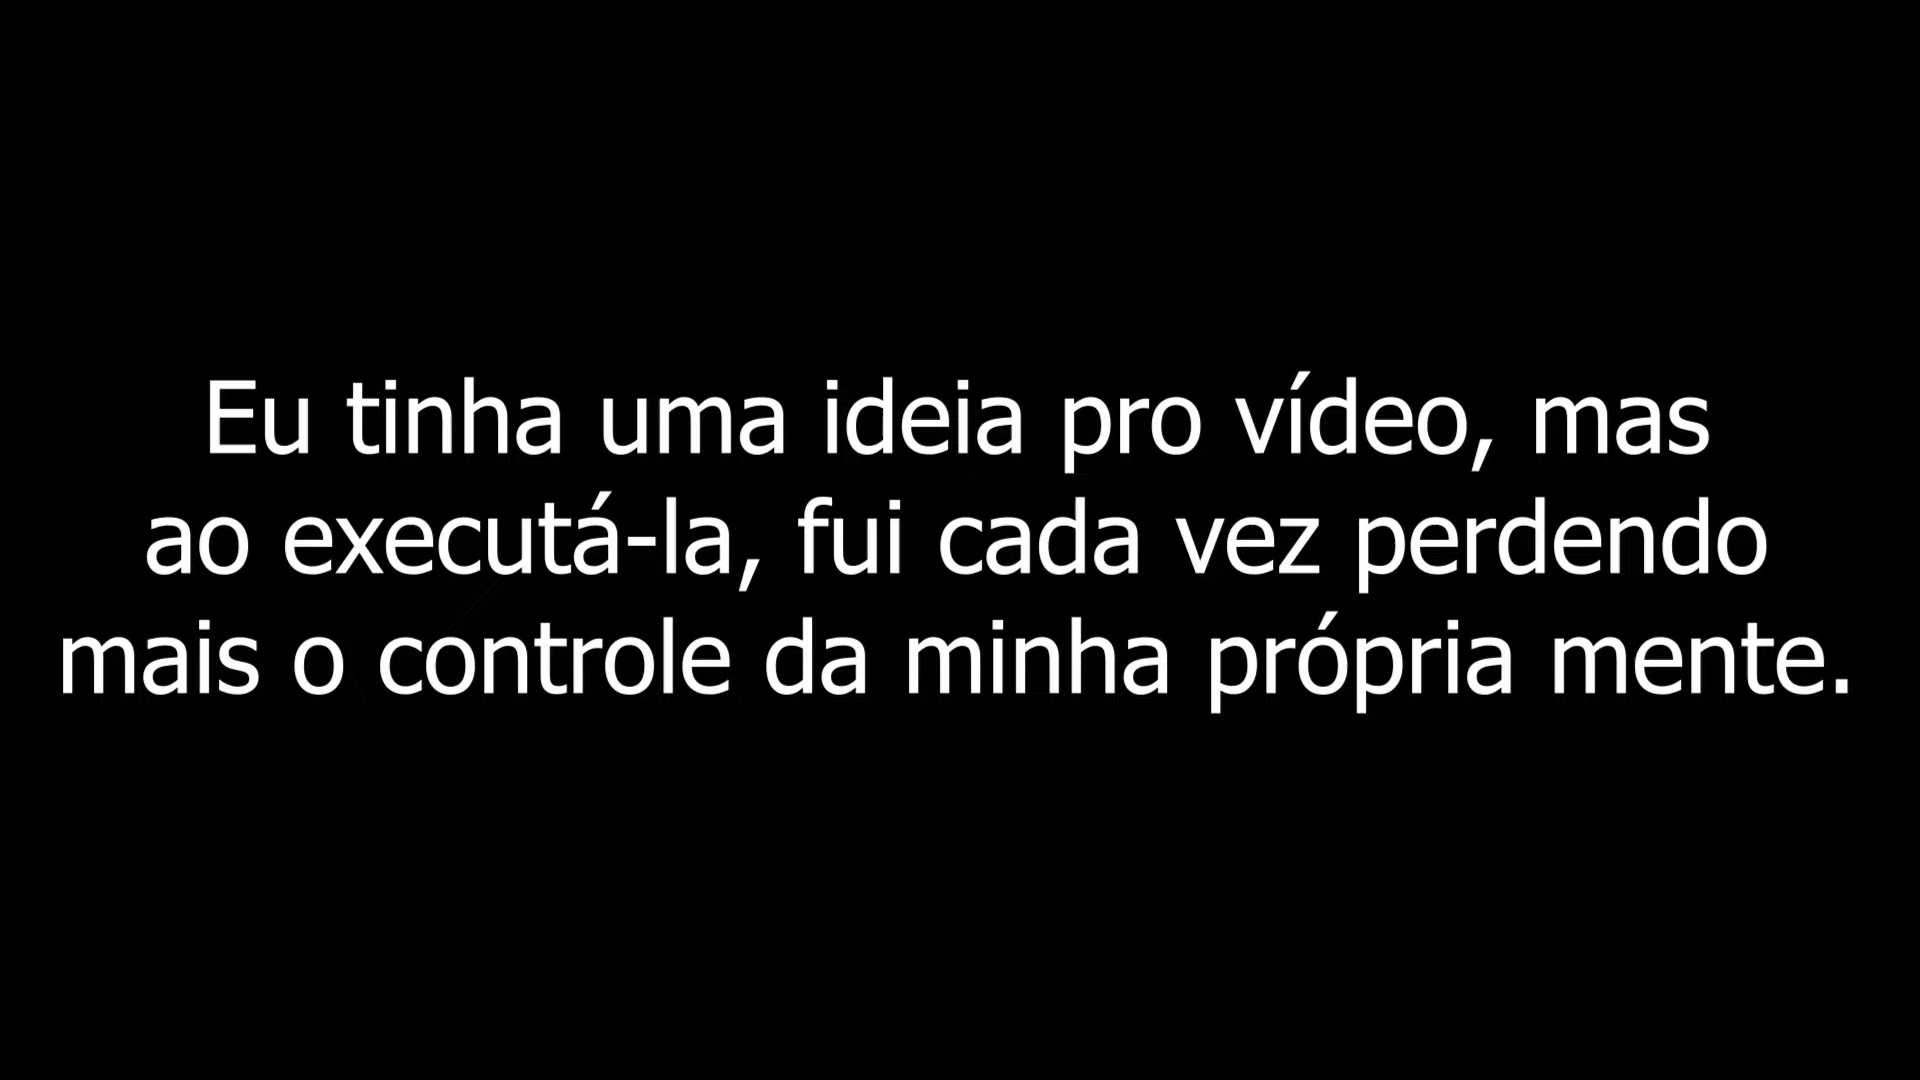 Eu tinha uma ideia pro vídeo, mas
ao executá-la, fui cada vez perdendo
mais o controle da minha própria mente.